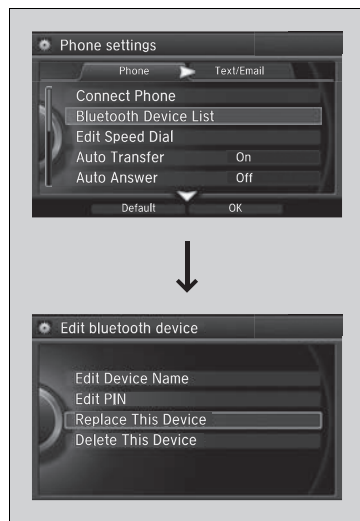 Phone settings
Phone Text/Email
Connect Phone
Bluetooth Device List
Edit Speed Dial
Auto Transfer On
Auto Answer Off
Default OK
Edit bluetooth device
Edit Device Name
Edit PIN
Replace This Device
Delete This Device